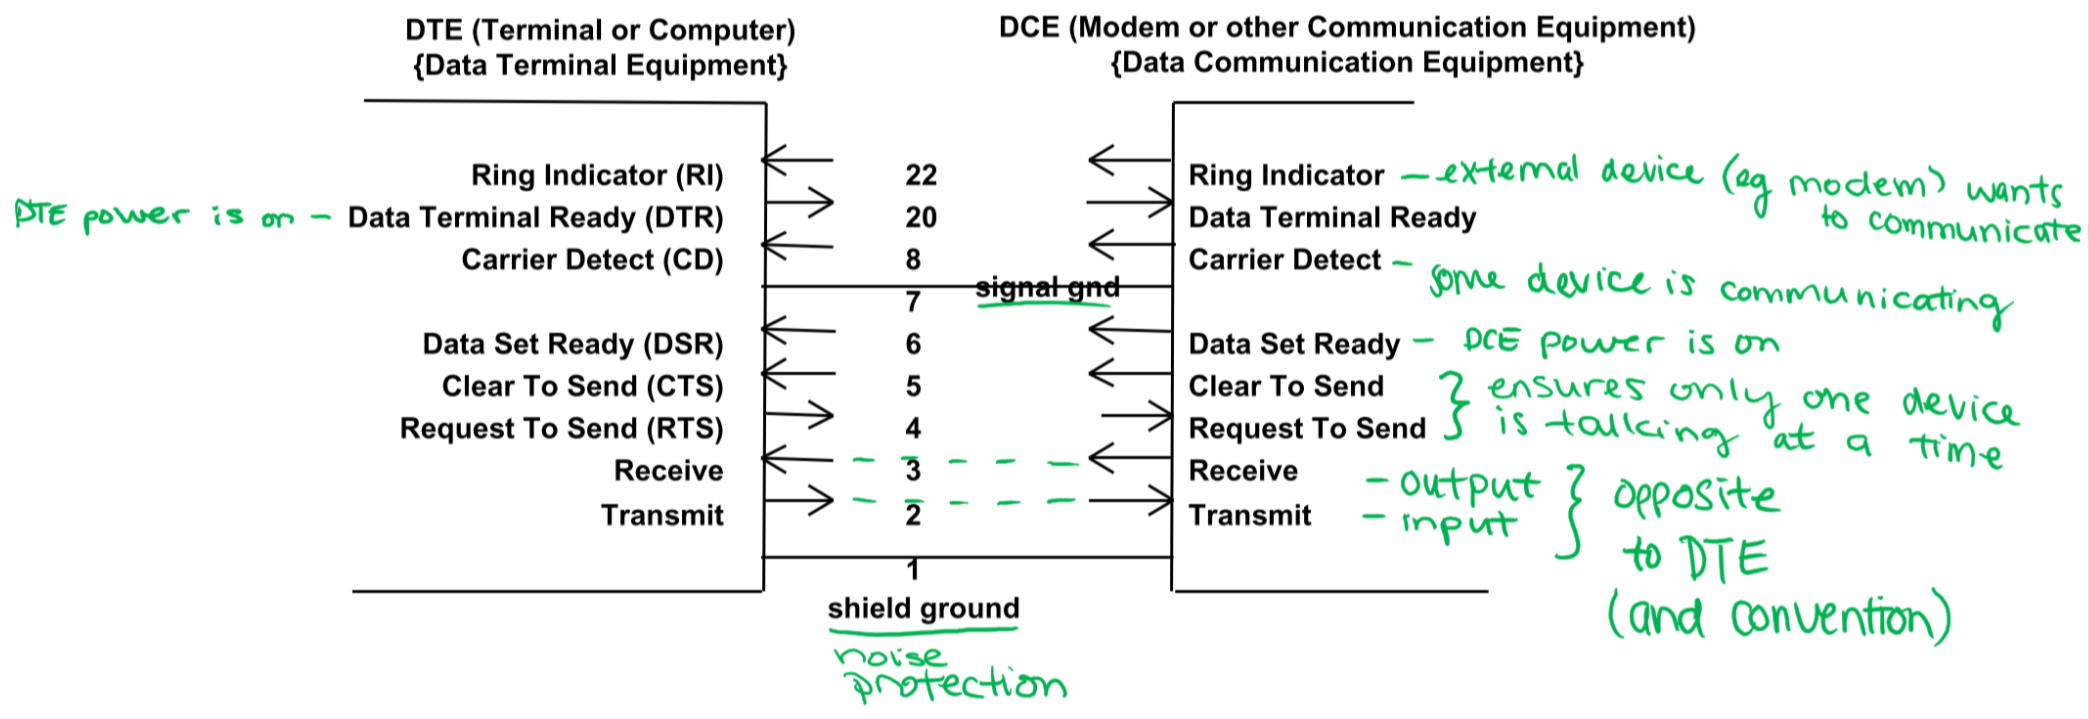 DTE (Terminal or Computer)
{Data Terminal Equipment}
DCE (Modem or other Communication Equipment)
{Data Communication Equipment}
Ring Indicator (RI) 22 Ring Indicator – external device (eg modem) wants
to communicate
DTE power is on – Data Terminal Ready (DTR) 20 Data Terminal Ready
Carrier Detect (CD) 8 Carrier Detect – some device is communicating
7 signal gnd
Data Set Ready (DSR) 6 Data Set Ready – DCE power is on
Clear To Send (CTS) 5 Clear To Send } ensures only one device
Request To Send (RTS) 4 Request To Send is talking at a time
Receive 3 Receive – output } opposite
Transmit 2 Transmit – input to DTE
(and convention)
1
shield ground
noise
protection